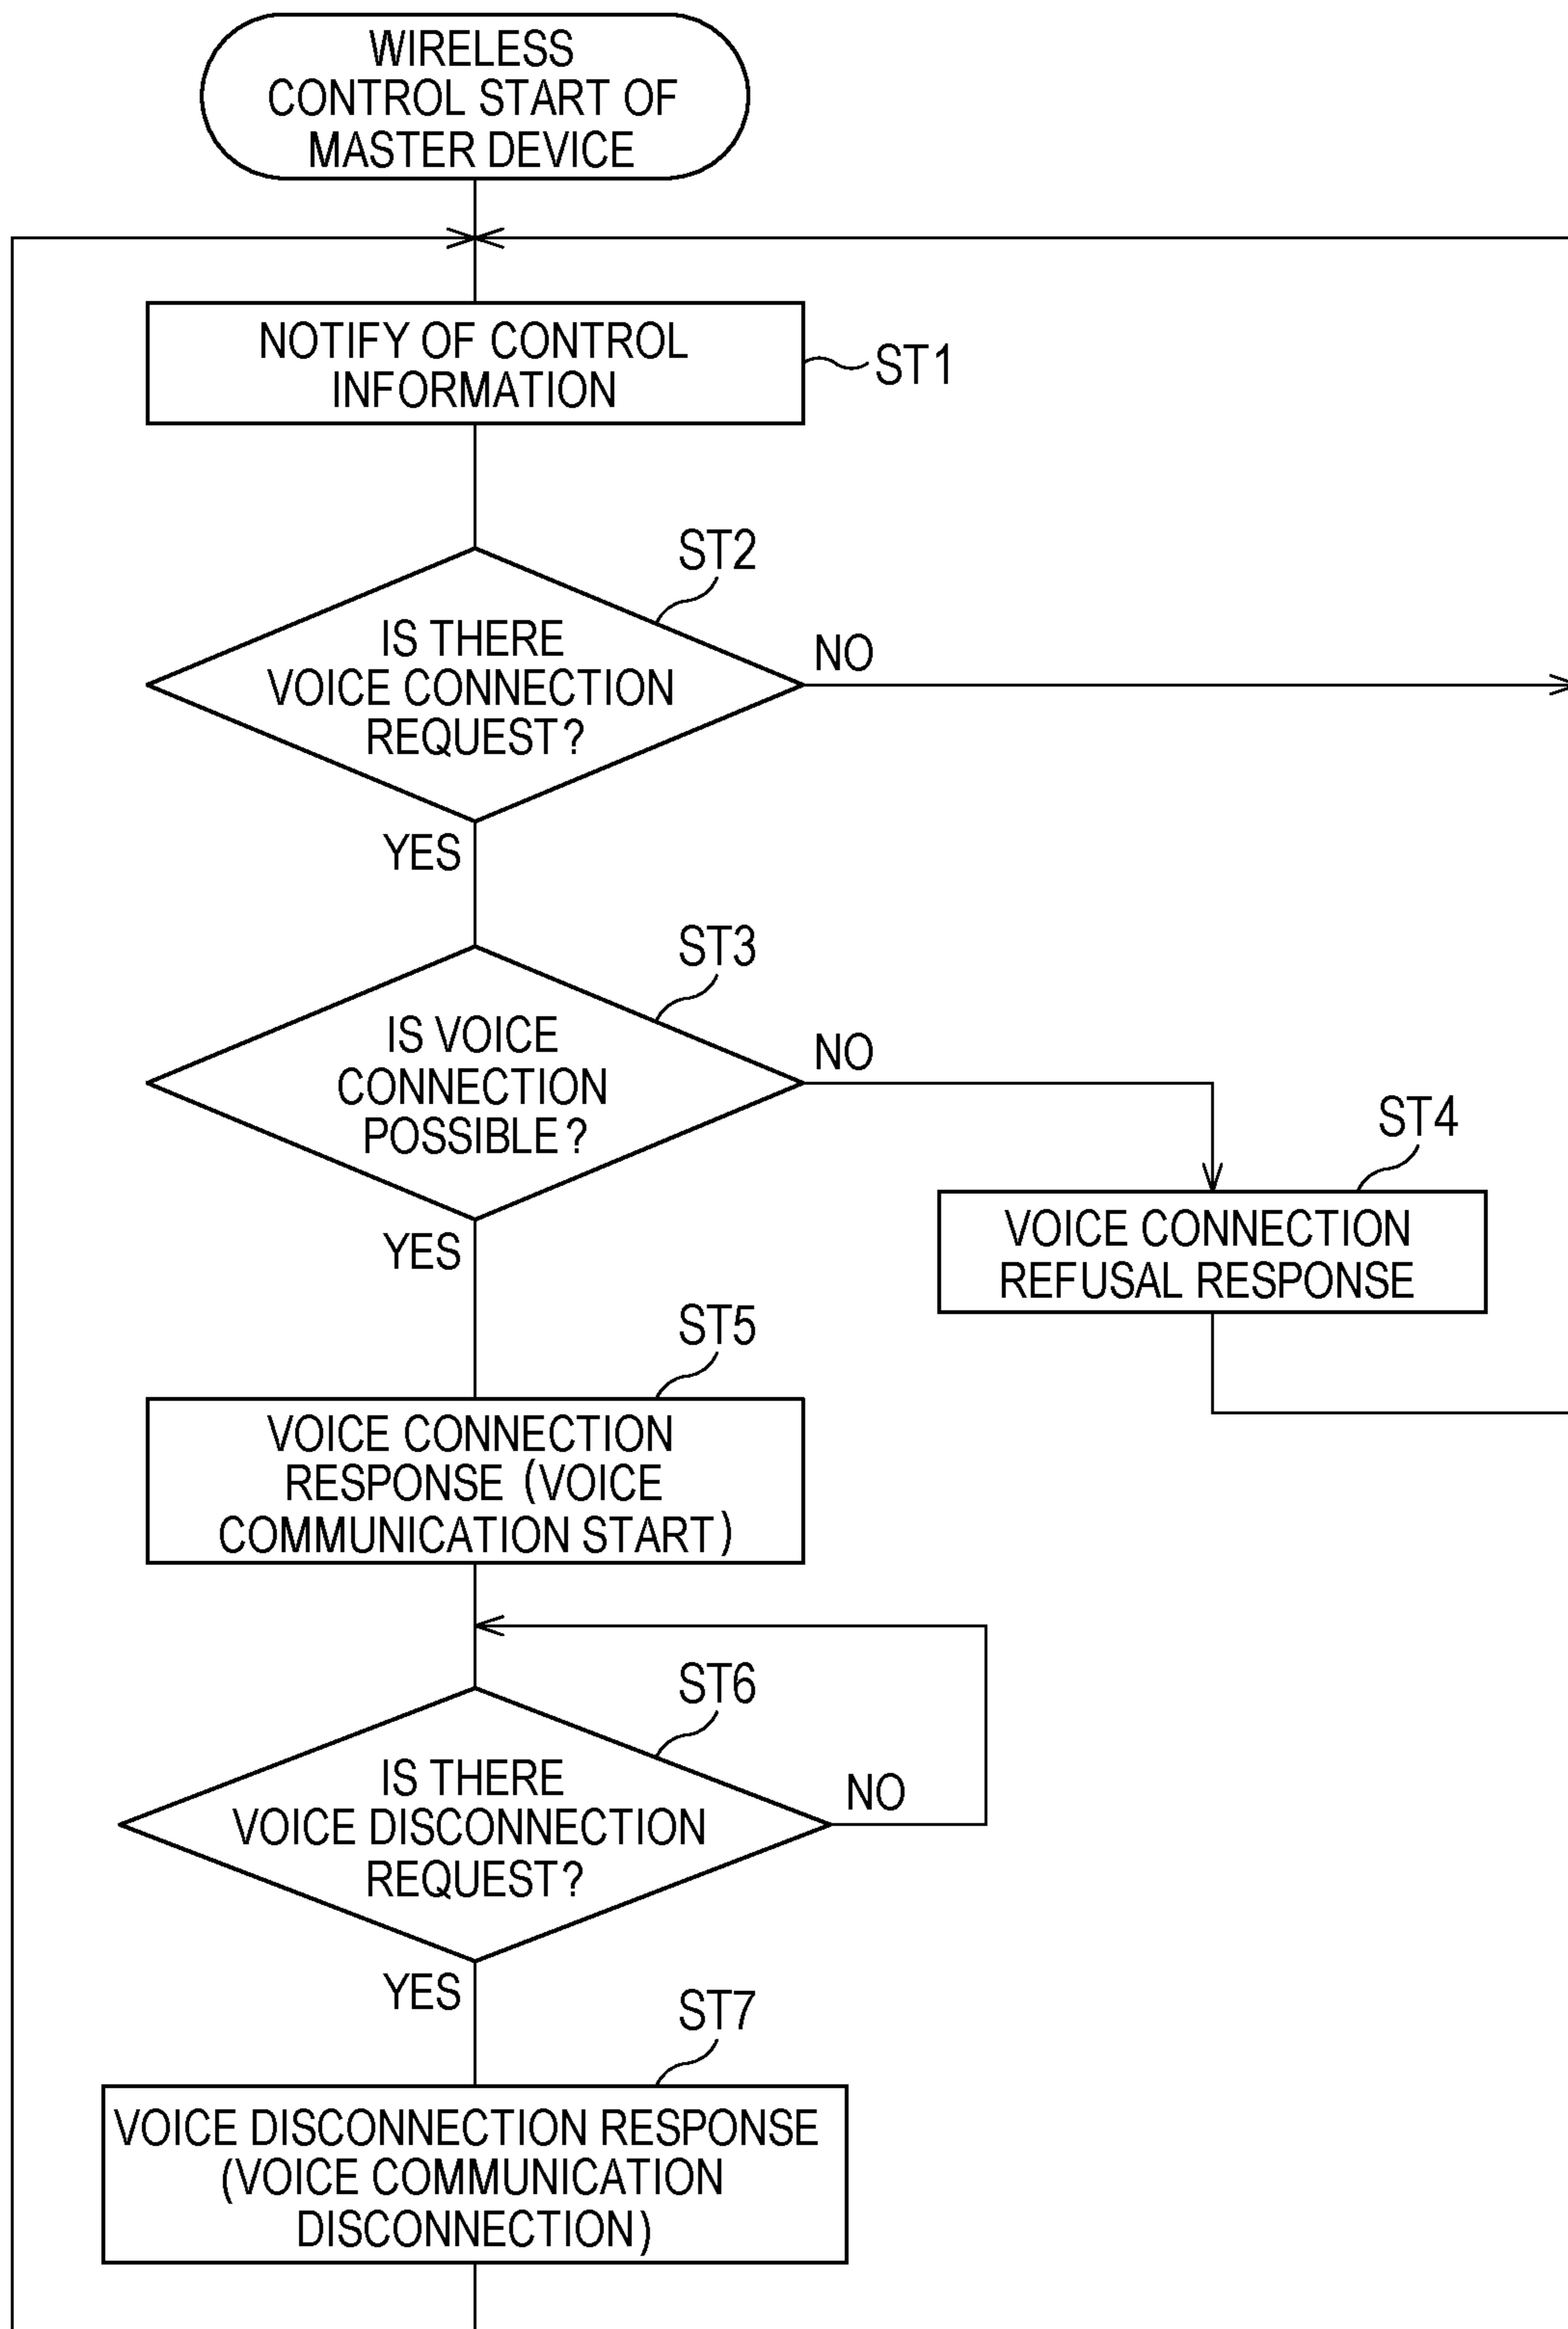 WIRELESS
CONTROL START OF
MASTER DEVICE
NOTIFY OF CONTROL
INFORMATION
ST1
ST2
IS THERE
VOICE CONNECTION
REQUEST?
NO
YES
ST3
IS VOICE
CONNECTION
POSSIBLE?
NO
YES
ST4
VOICE CONNECTION
REFUSAL RESPONSE
ST5
VOICE CONNECTION
RESPONSE (VOICE
COMMUNICATION START)
ST6
IS THERE
VOICE DISCONNECTION
REQUEST?
NO
YES
ST7
VOICE DISCONNECTION RESPONSE
(VOICE COMMUNICATION
DISCONNECTION)